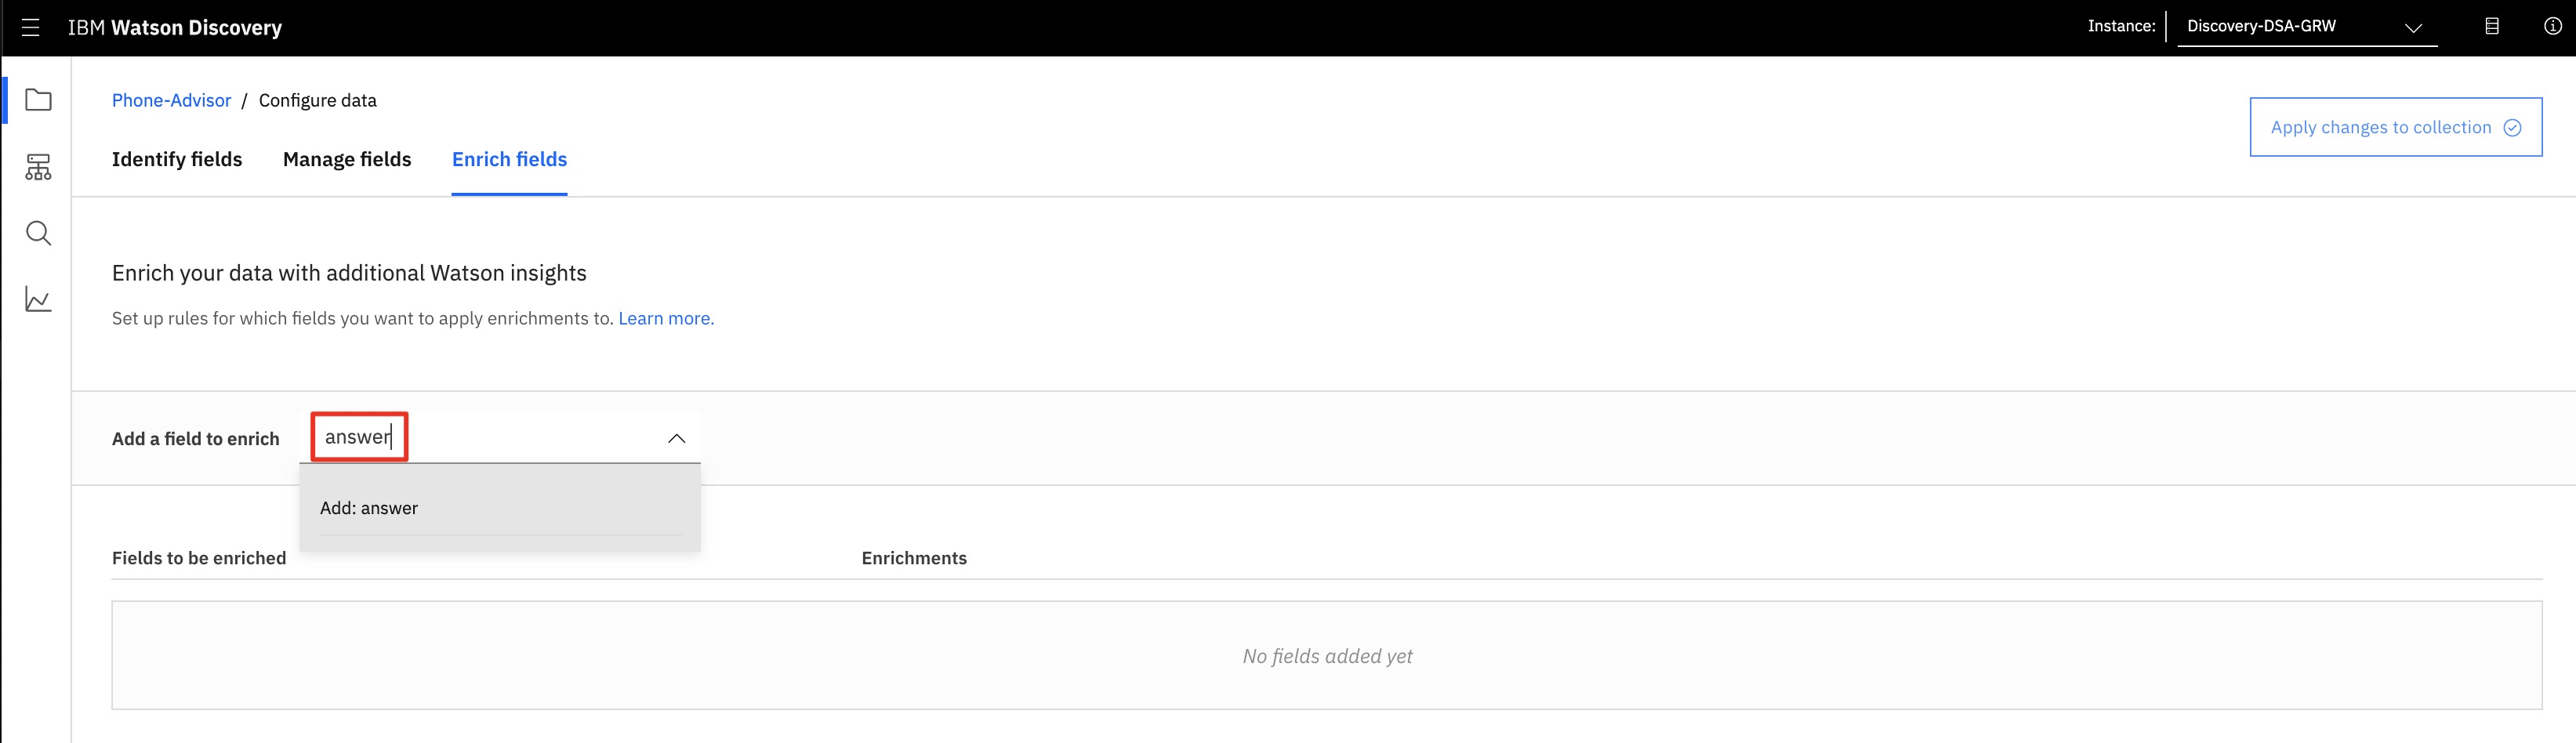 IBM Watson Discovery
Instance:
Discovery-DSA-GRW
Phone-Advisor / Configure data
Apply changes to collection
Identify fields
Manage fields
Enrich fields
Enrich your data with additional Watson insights
Set up rules for which fields you want to apply enrichments to. Learn more.
Add a field to enrich
answer
Add: answer
Fields to be enriched
Enrichments
No fields added yet